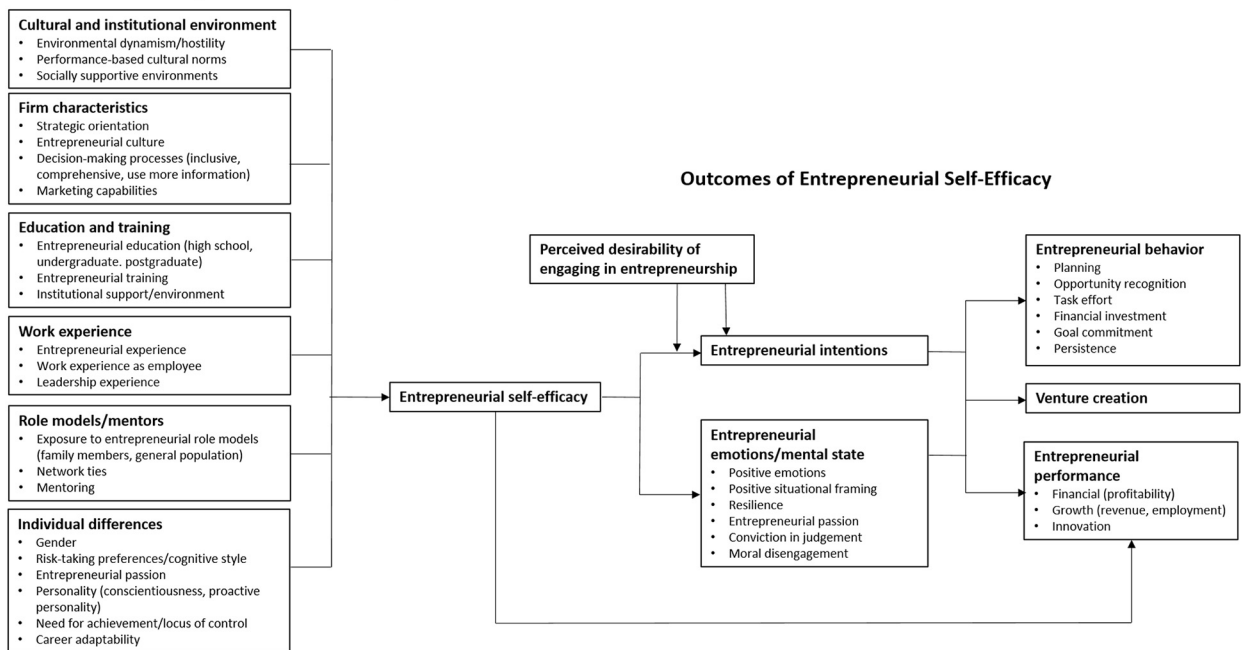 Cultural and institutional environment
• Environmental dynamism/hostility
• Performance-based cultural norms
• Socially supportive environments
Firm characteristics
• Strategic orientation
• Entrepreneurial culture
• Decision-making processes (inclusive,
comprehensive, use more information)
• Marketing capabilities
Education and training
• Entrepreneurial education (high school,
undergraduate. postgraduate)
• Entrepreneurial training
• Institutional support/environment
Work experience
• Entrepreneurial experience
• Work experience as employee
• Leadership experience
Role models/mentors
• Exposure to entrepreneurial role models
(family members, general population)
• Network ties
• Mentoring
Individual differences
• Gender
• Risk-taking preferences/cognitive style
• Entrepreneurial passion
• Personality (conscientiousness, proactive
personality)
• Need for achievement/locus of control
• Career adaptability
Entrepreneurial self-efficacy
Outcomes of Entrepreneurial Self-Efficacy
Perceived desirability of
engaging in entrepreneurship
Entrepreneurial intentions
Entrepreneurial
emotions/mental state
• Positive emotions
• Positive situational framing
• Resilience
• Entrepreneurial passion
• Conviction in judgement
• Moral disengagement
Entrepreneurial behavior
• Planning
• Opportunity recognition
• Task effort
• Financial investment
• Goal commitment
• Persistence
Venture creation
Entrepreneurial
performance
• Financial (profitability)
• Growth (revenue, employment)
• Innovation